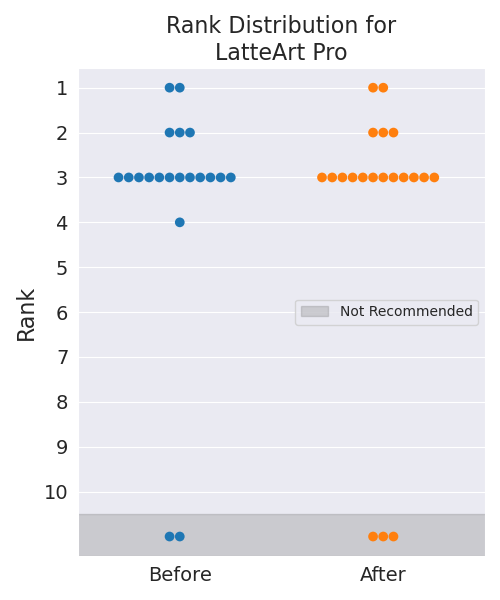 Rank Distribution for
LatteArt Pro
Rank
1
2
3
4
5
6
7
8
9
10
Not Recommended
Before
After